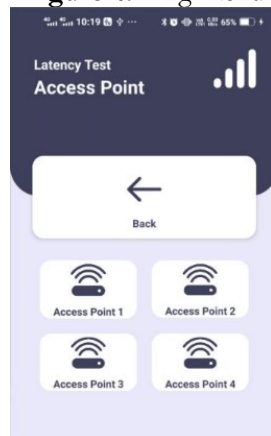 10:19
65%
Latency Test
Access Point
Back
Access Point 1 Access Point 2
Access Point 3 Access Point 4